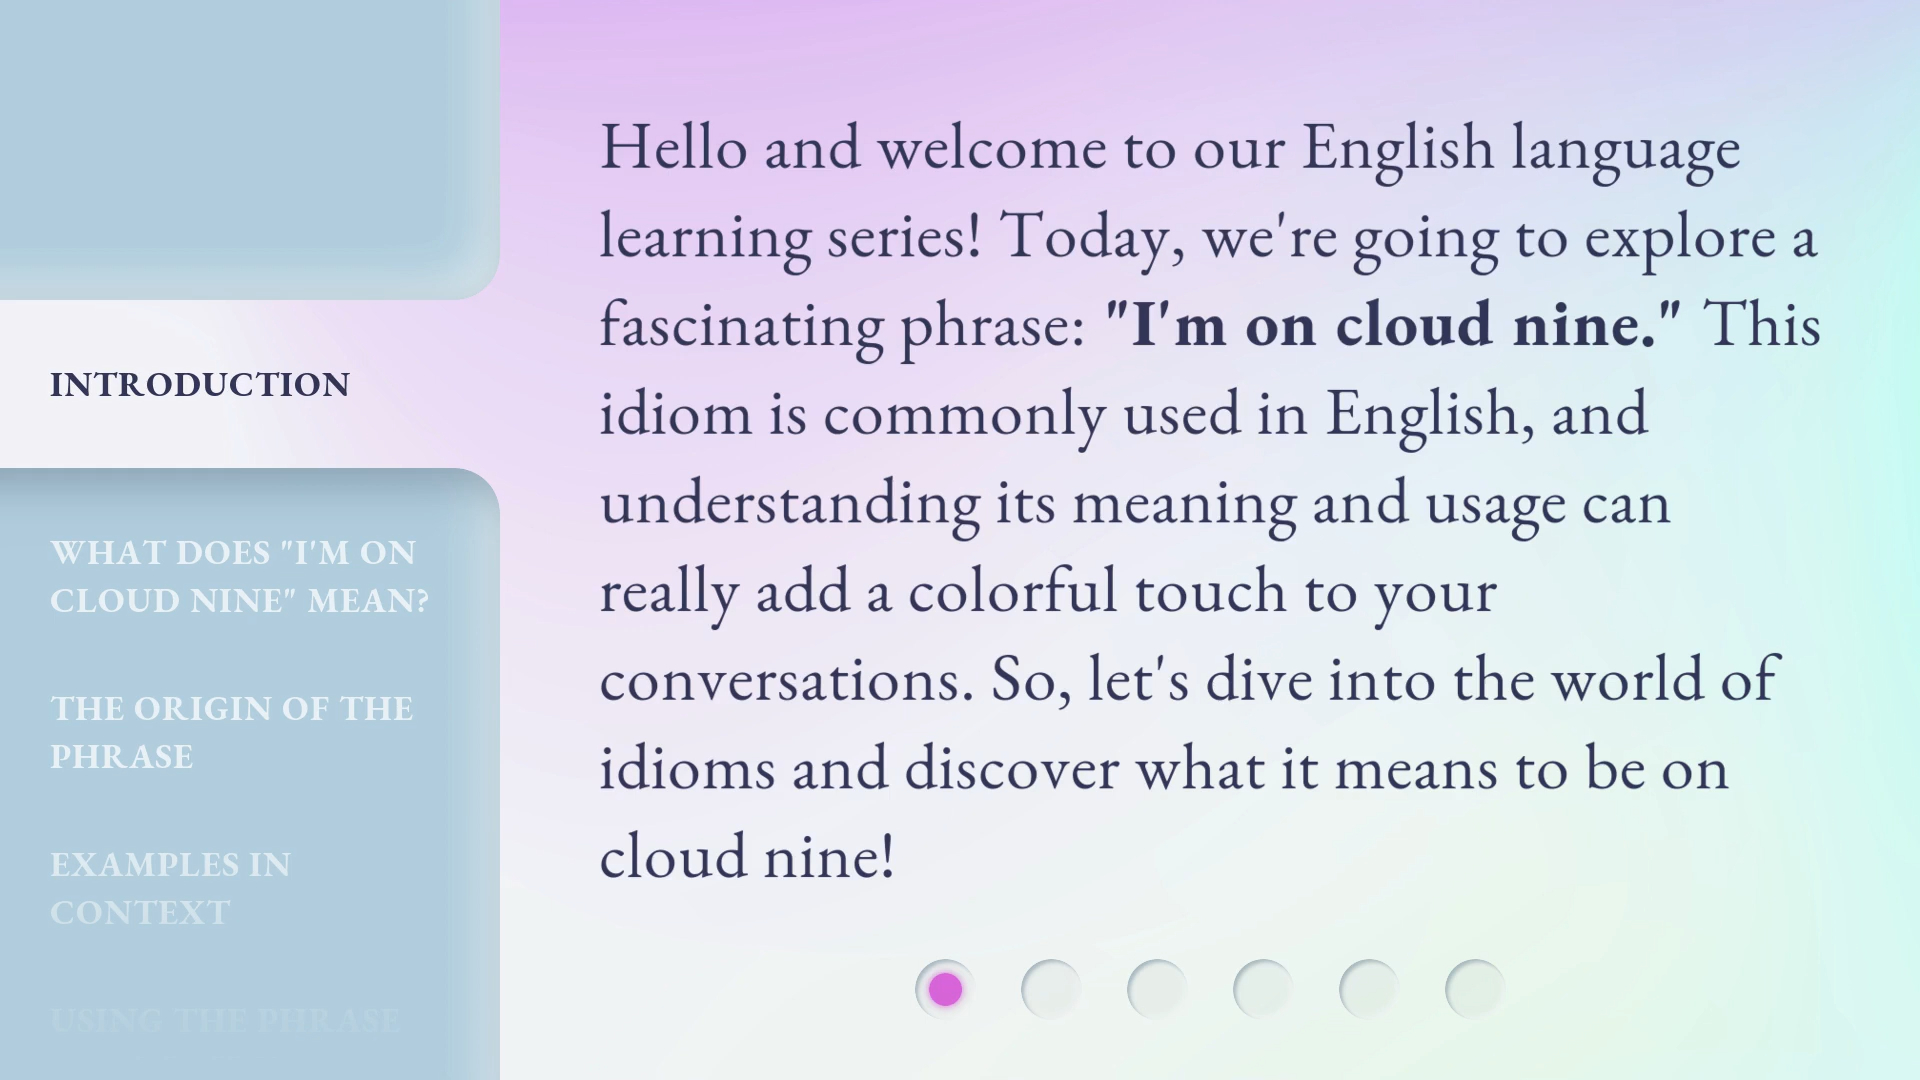 INTRODUCTION
WHAT DOES "I'M ON
CLOUD NINE" MEAN?
THE ORIGIN OF THE
PHRASE
EXAMPLES IN
CONTEXT
USING THE PHRASE
Hello and welcome to our English language
learning series! Today, we're going to explore a
fascinating phrase: "I'm on cloud nine." This
idiom is commonly used in English, and
understanding its meaning and usage can
really add a colorful touch to your
conversations. So, let's dive into the world of
idioms and discover what it means to be on
cloud nine!